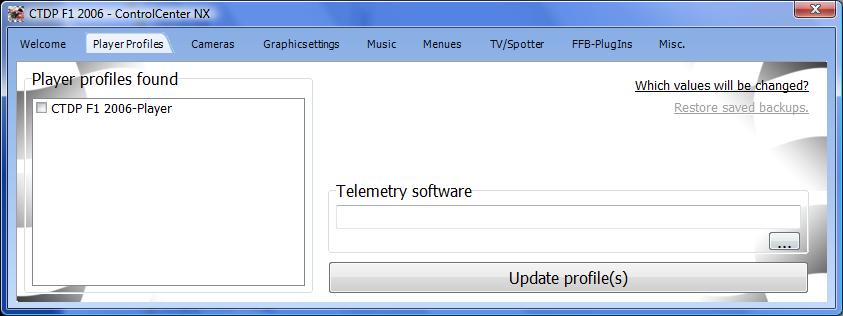 CTDP F1 2006 - ControlCenter NX
Welcome Player Profiles Cameras Graphicsettings Music Menues TV/Spotter FFB-PlugIns Misc.
Player profiles found
CTDP F1 2006-Player
Which values will be changed?
Restore saved backups.
Telemetry software
...
Update profile(s)